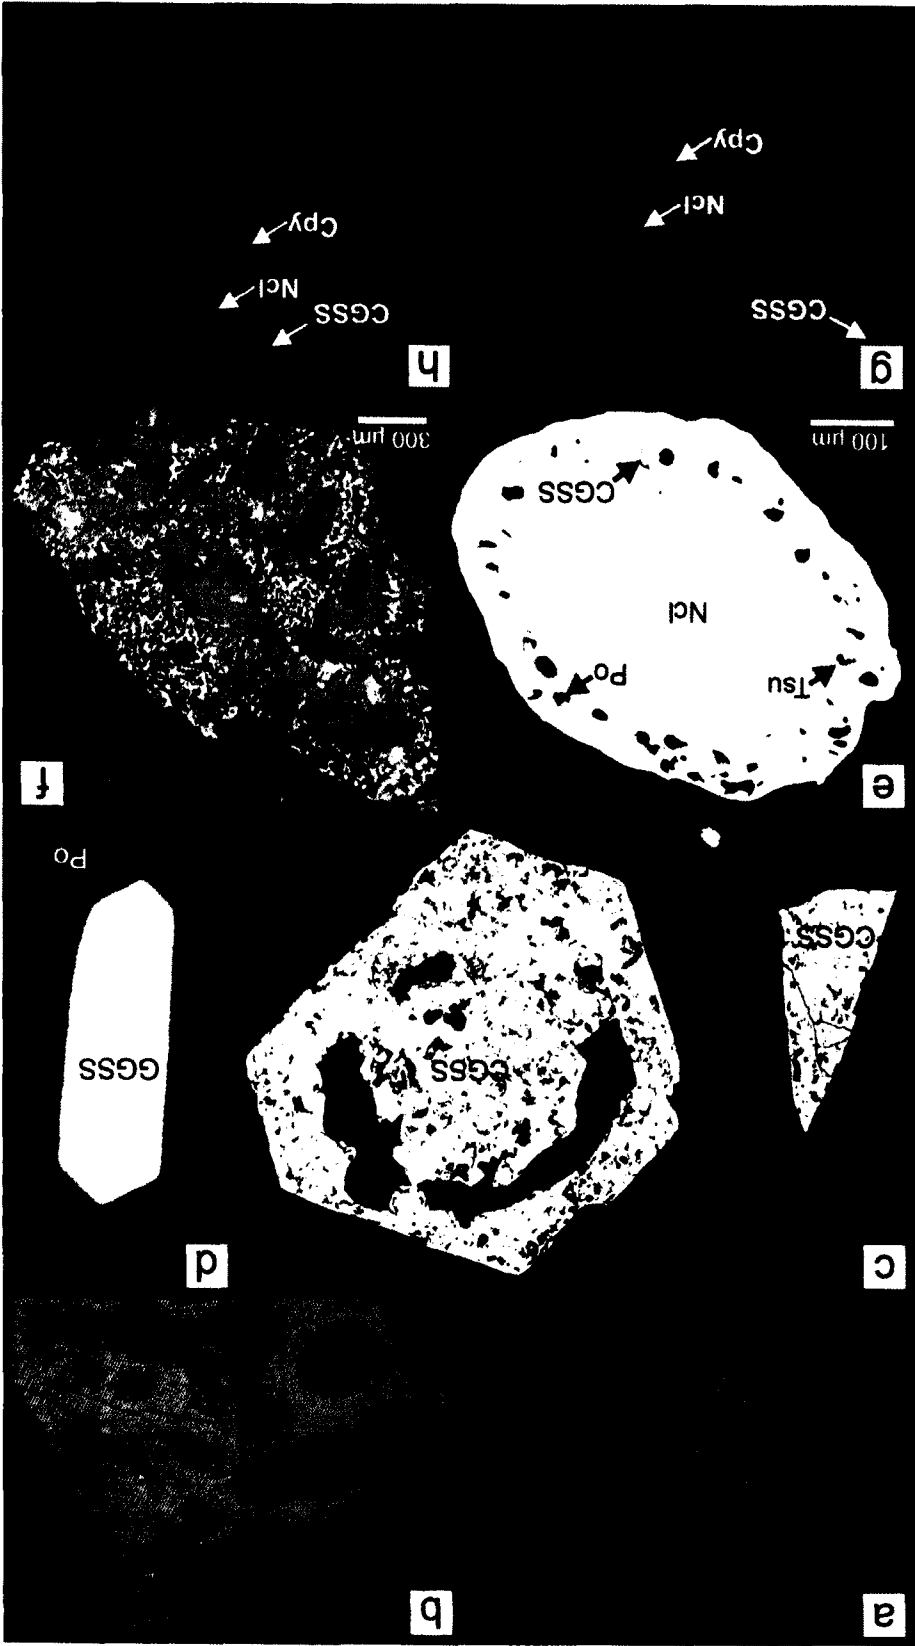 a
b
c
d
CGSS
GGSS
CGSS
Po
e
f
Tsu
Po
Ncl
CGSS
100 µm
300 µm
g
h
CGSS
CGSS
Ncl
Ncl
Cpy
Cpy